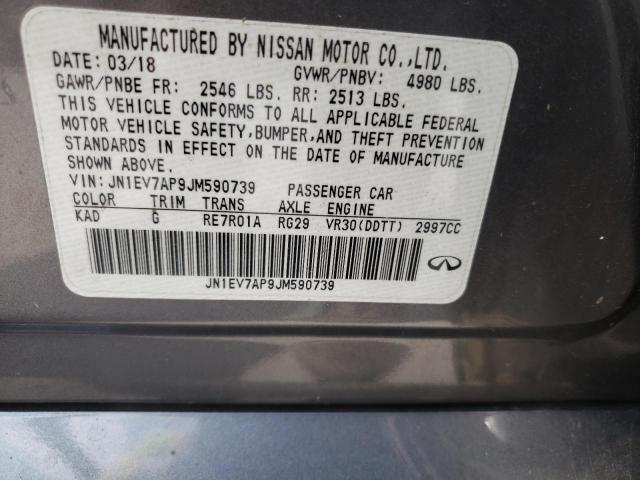 MANUFACTURED BY NISSAN MOTOR CO.,LTD.
DATE: 03/18 GVWR/PNBV: 4980 LBS.
GAWR/PNBE FR: 2546 LBS. RR: 2513 LBS.
THIS VEHICLE CONFORMS TO ALL APPLICABLE FEDERAL
MOTOR VEHICLE SAFETY,BUMPER,AND THEFT PREVENTION
STANDARDS IN EFFECT ON THE DATE OF MANUFACTURE
SHOWN ABOVE.
VIN: JN1EV7AP9JM590739 PASSENGER CAR
COLOR TRIM TRANS AXLE ENGINE
KAD G RE7R01A RG29 VR30(DDTT) 2997CC
JN1EV7AP9JM590739